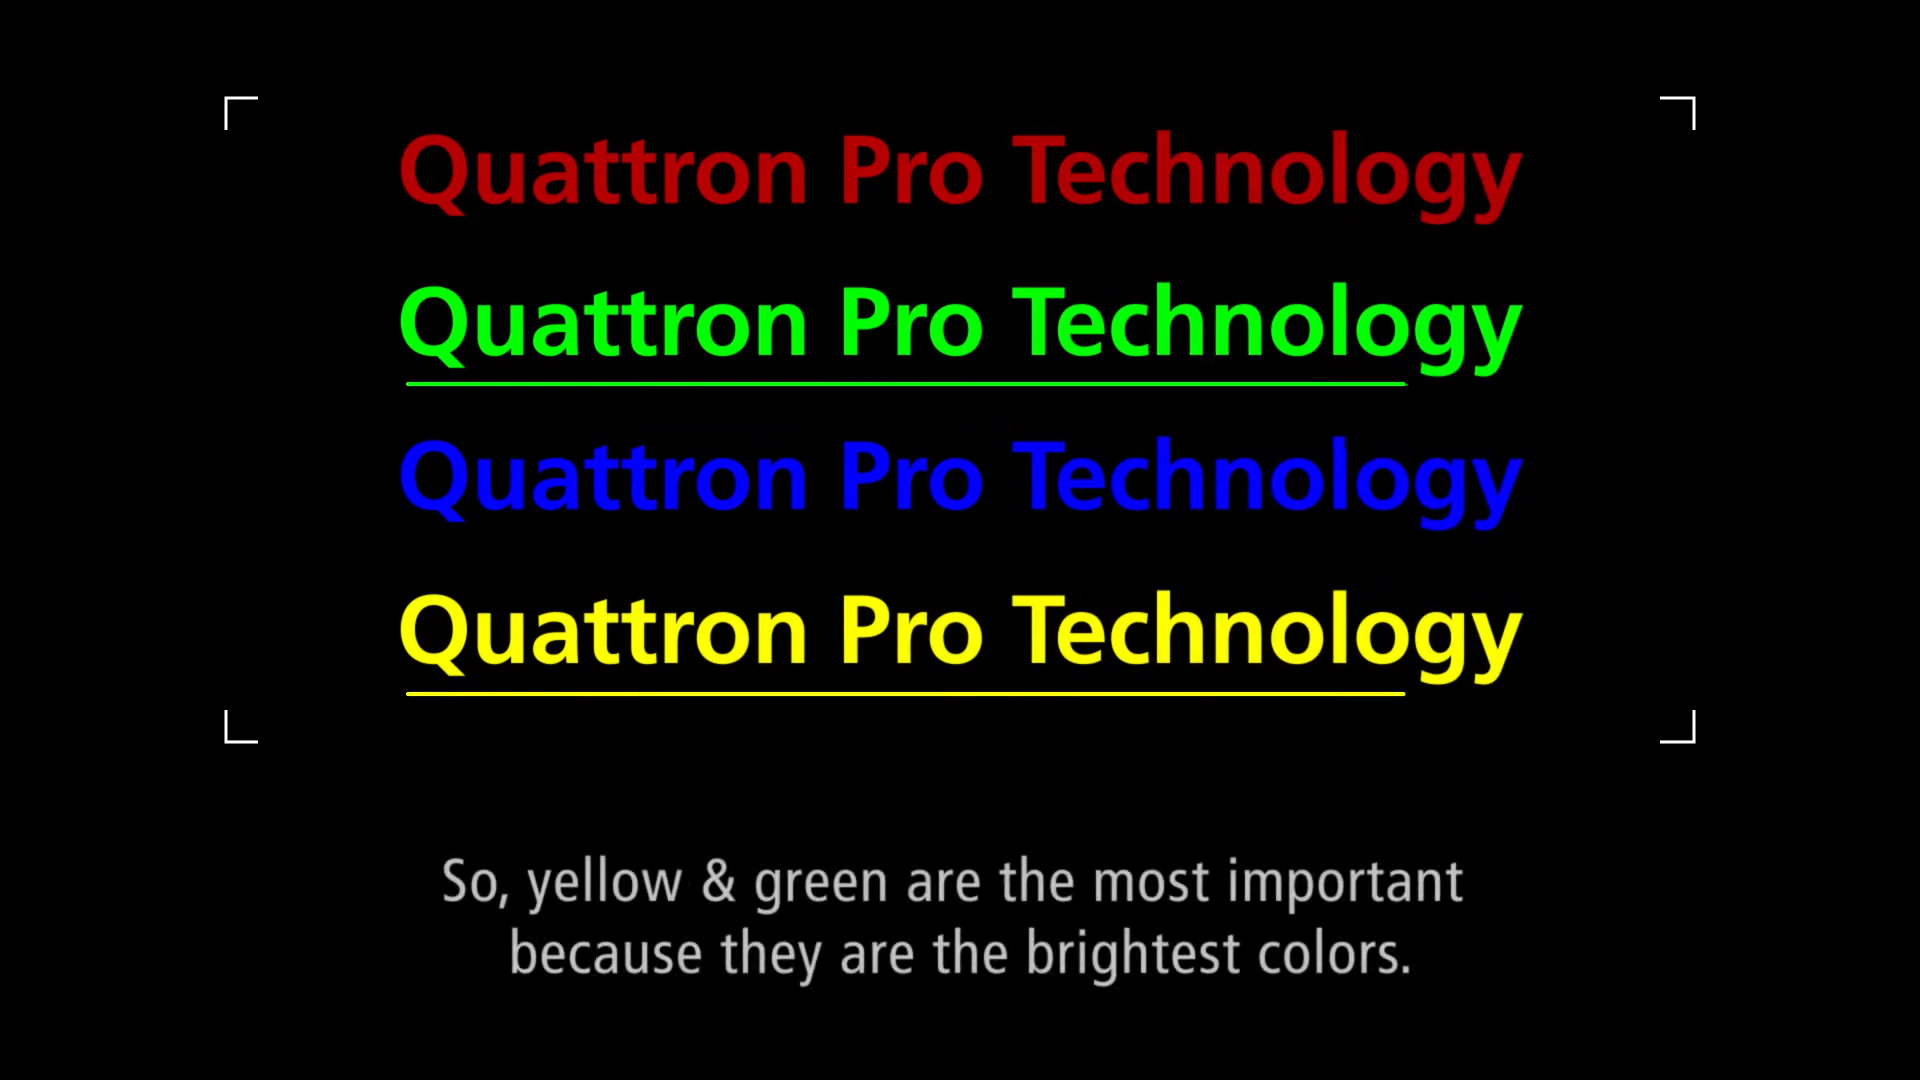 Quattron Pro Technology
Quattron Pro Technology
Quattron Pro Technology
Quattron Pro Technology
So, yellow & green are the most important
because they are the brightest colors.